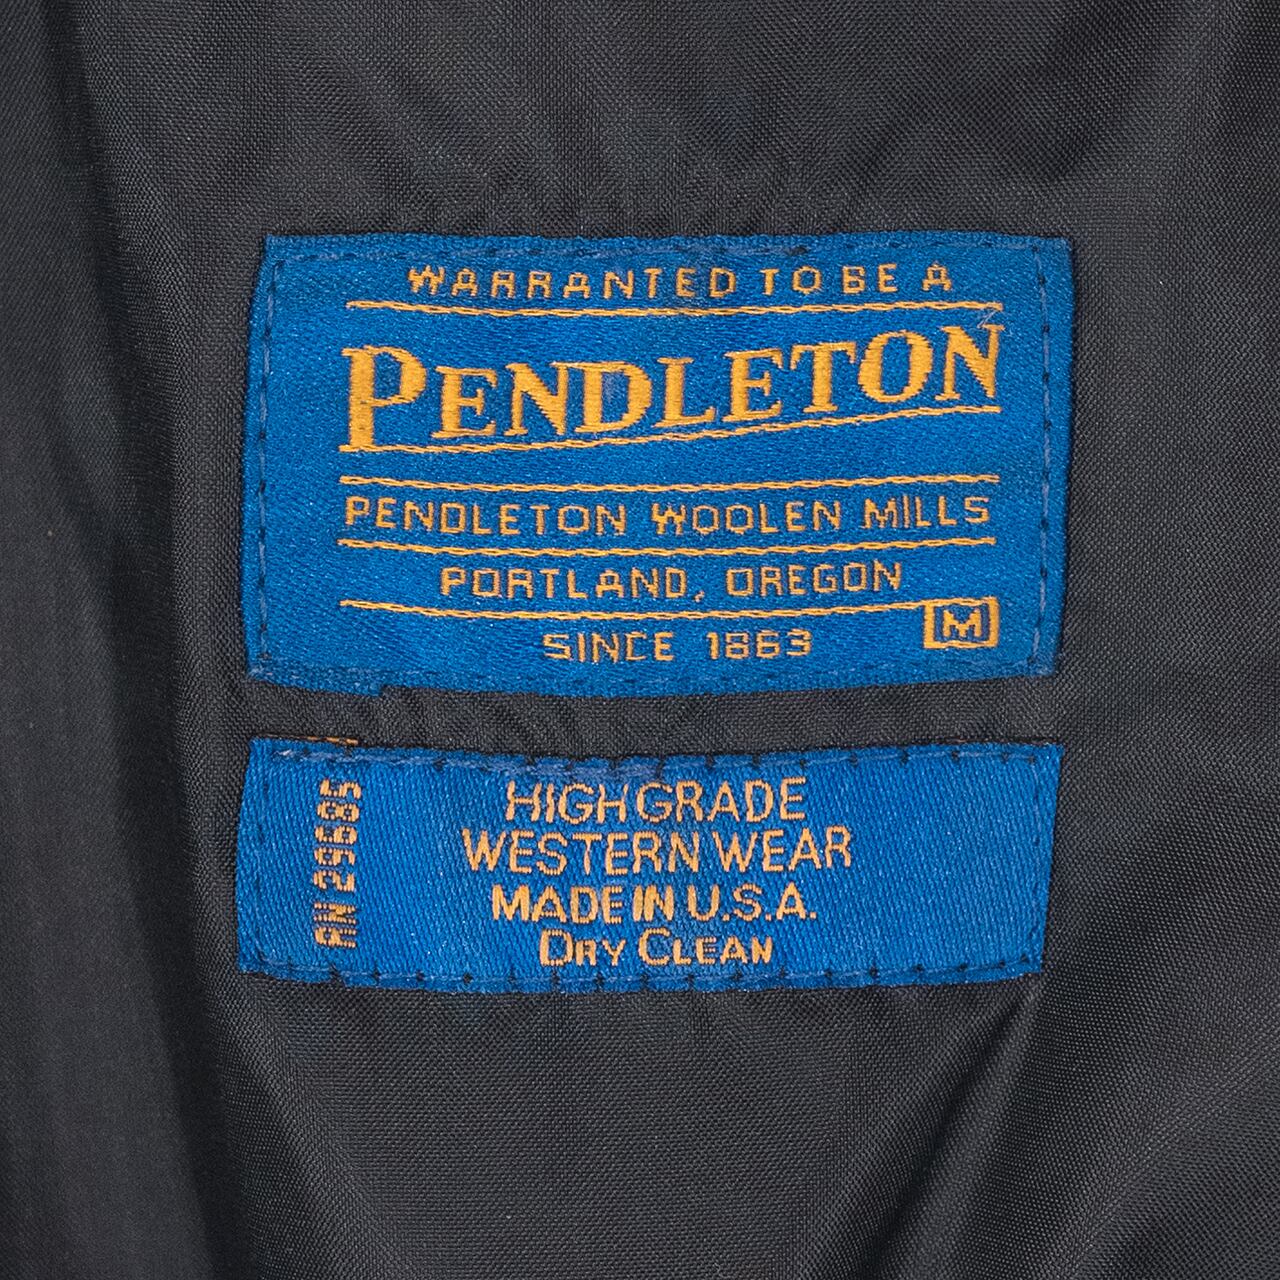 WARRANTED TO BE A
PENDLETON
PENDLETON WOOLEN MILLS
PORTLAND, OREGON
SINCE 1863
M
RN 29685
HIGH GRADE
WESTERN WEAR
MADE IN U.S.A.
DRY CLEAN